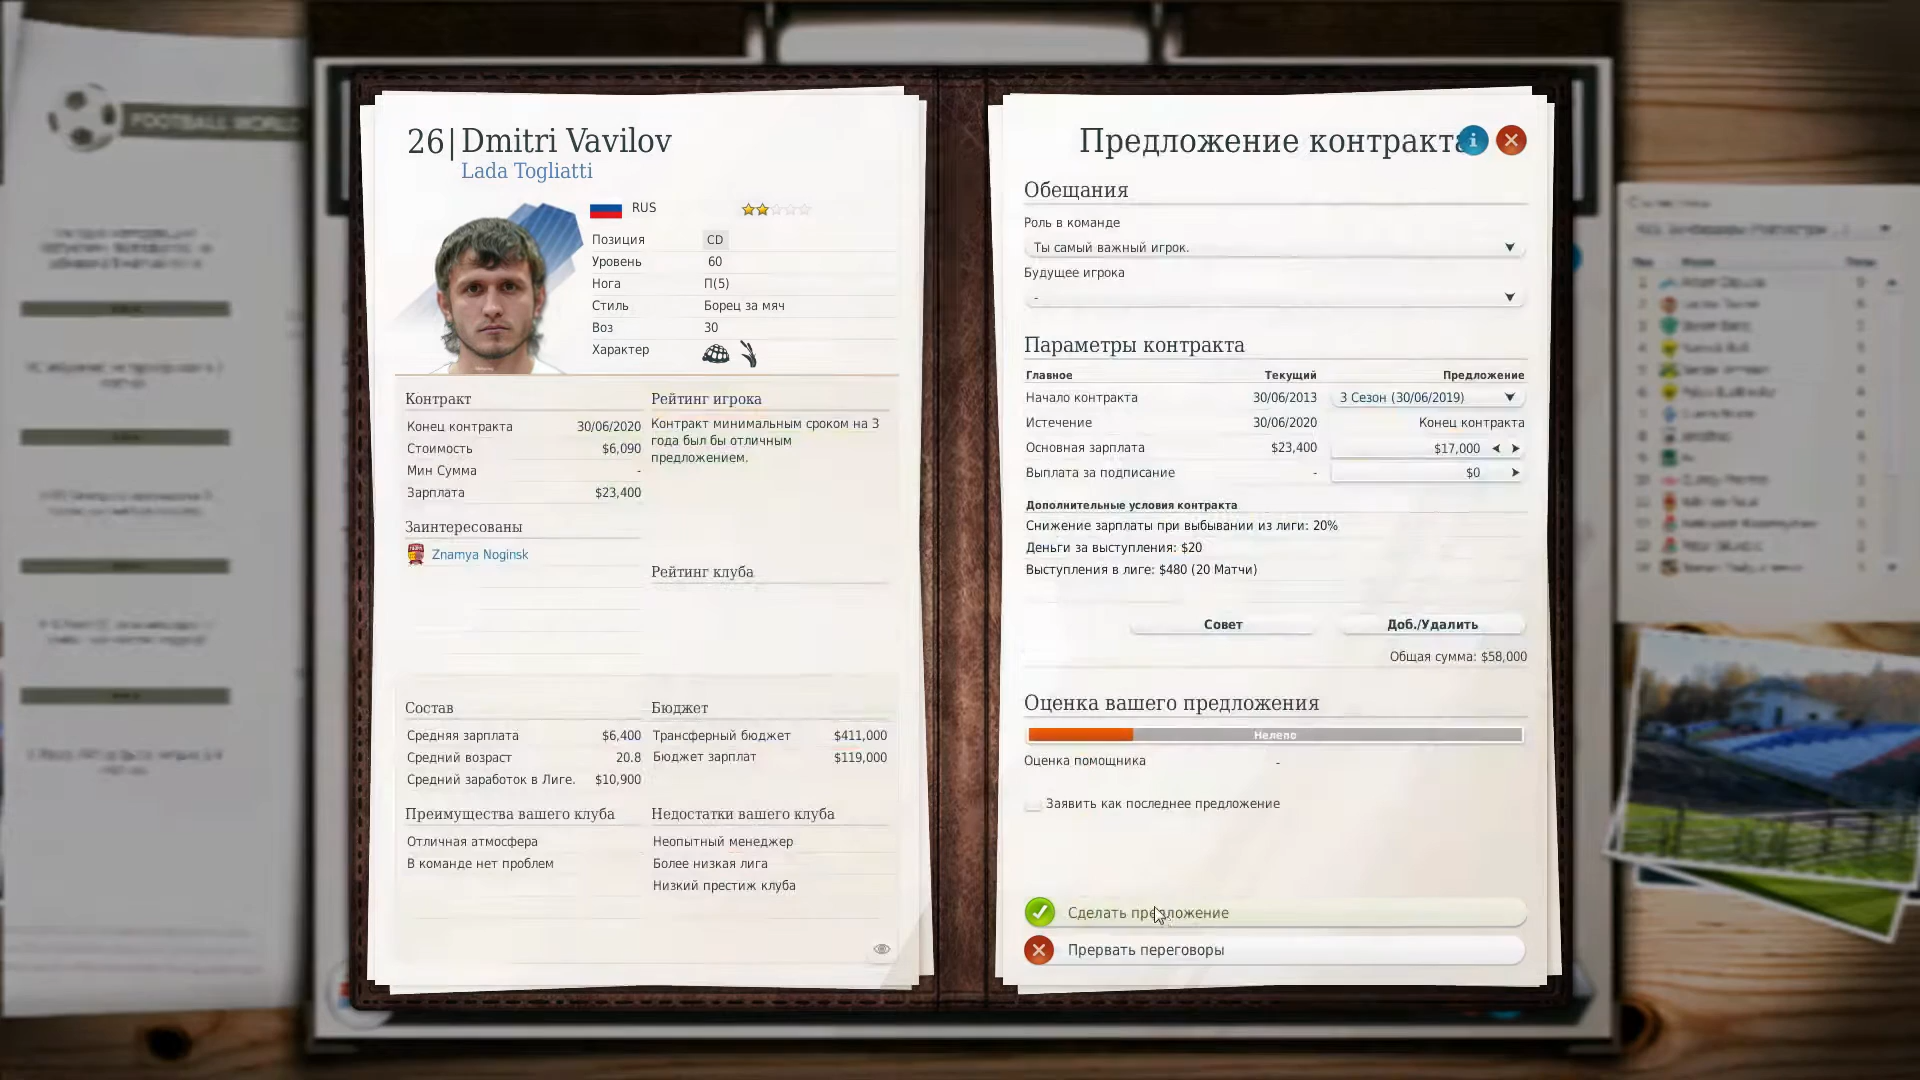 FOOTBALL WORLD
26| Dmitri Vavilov
Lada Togliatti
RUS
Позиция CD
Уровень 60
Нога П(5)
Стиль Борец за мяч
Воз 30
Характер
Контракт
Конец контракта 30/06/2020
Стоимость $6,090
Мин Сумма -
Зарплата $23,400
Рейтинг игрока
Контракт минимальным сроком на 3
года был бы отличным
предложением.
Заинтересованы
Znamya Noginsk
Рейтинг клуба
Состав
Средняя зарплата $6,400
Средний возраст 20.8
Средний заработок в Лиге. $10,900
Бюджет
Трансферный бюджет $411,000
Бюджет зарплат $119,000
Преимущества вашего клуба
Отличная атмосфера
В команде нет проблем
Недостатки вашего клуба
Неопытный менеджер
Более низкая лига
Низкий престиж клуба
Предложение контракта
Обещания
Роль в команде
Ты самый важный игрок.
Будущее игрока
-
Параметры контракта
Главное Текущий Предложение
Начало контракта 30/06/2013 3 Сезон (30/06/2019)
Истечение 30/06/2020 Конец контракта
Основная зарплата $23,400 $17,000
Выплата за подписание - $0
Дополнительные условия контракта
Снижение зарплаты при выбывании из лиги: 20%
Деньги за выступления: $20
Выступления в лиге: $480 (20 Матчи)
Совет Доб./Удалить
Общая сумма: $58,000
Оценка вашего предложения
Нелепо
Оценка помощника -
Заявить как последнее предложение
Сделать предложение
Прервать переговоры